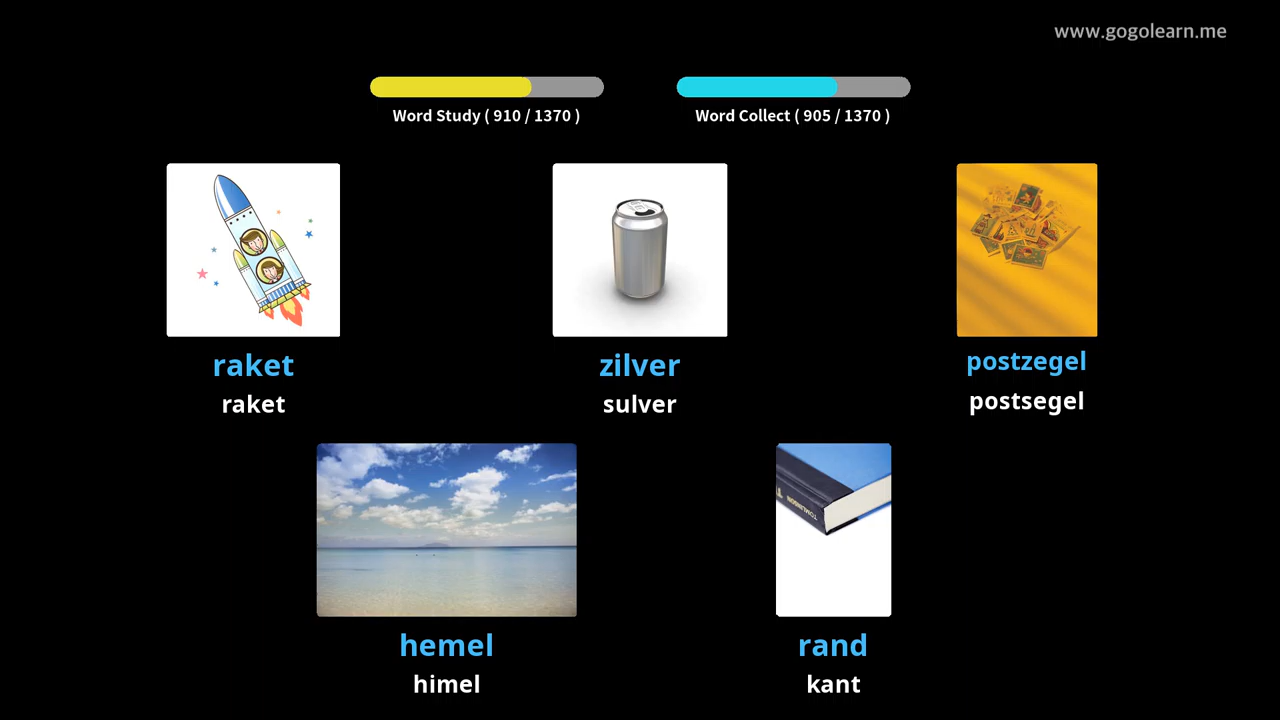 www.gogolearn.me
Word Study ( 910 / 1370 )
Word Collect ( 905 / 1370 )
raket
raket
zilver
sulver
postzegel
postsegel
TOMLINSON
hemel
himel
rand
kant